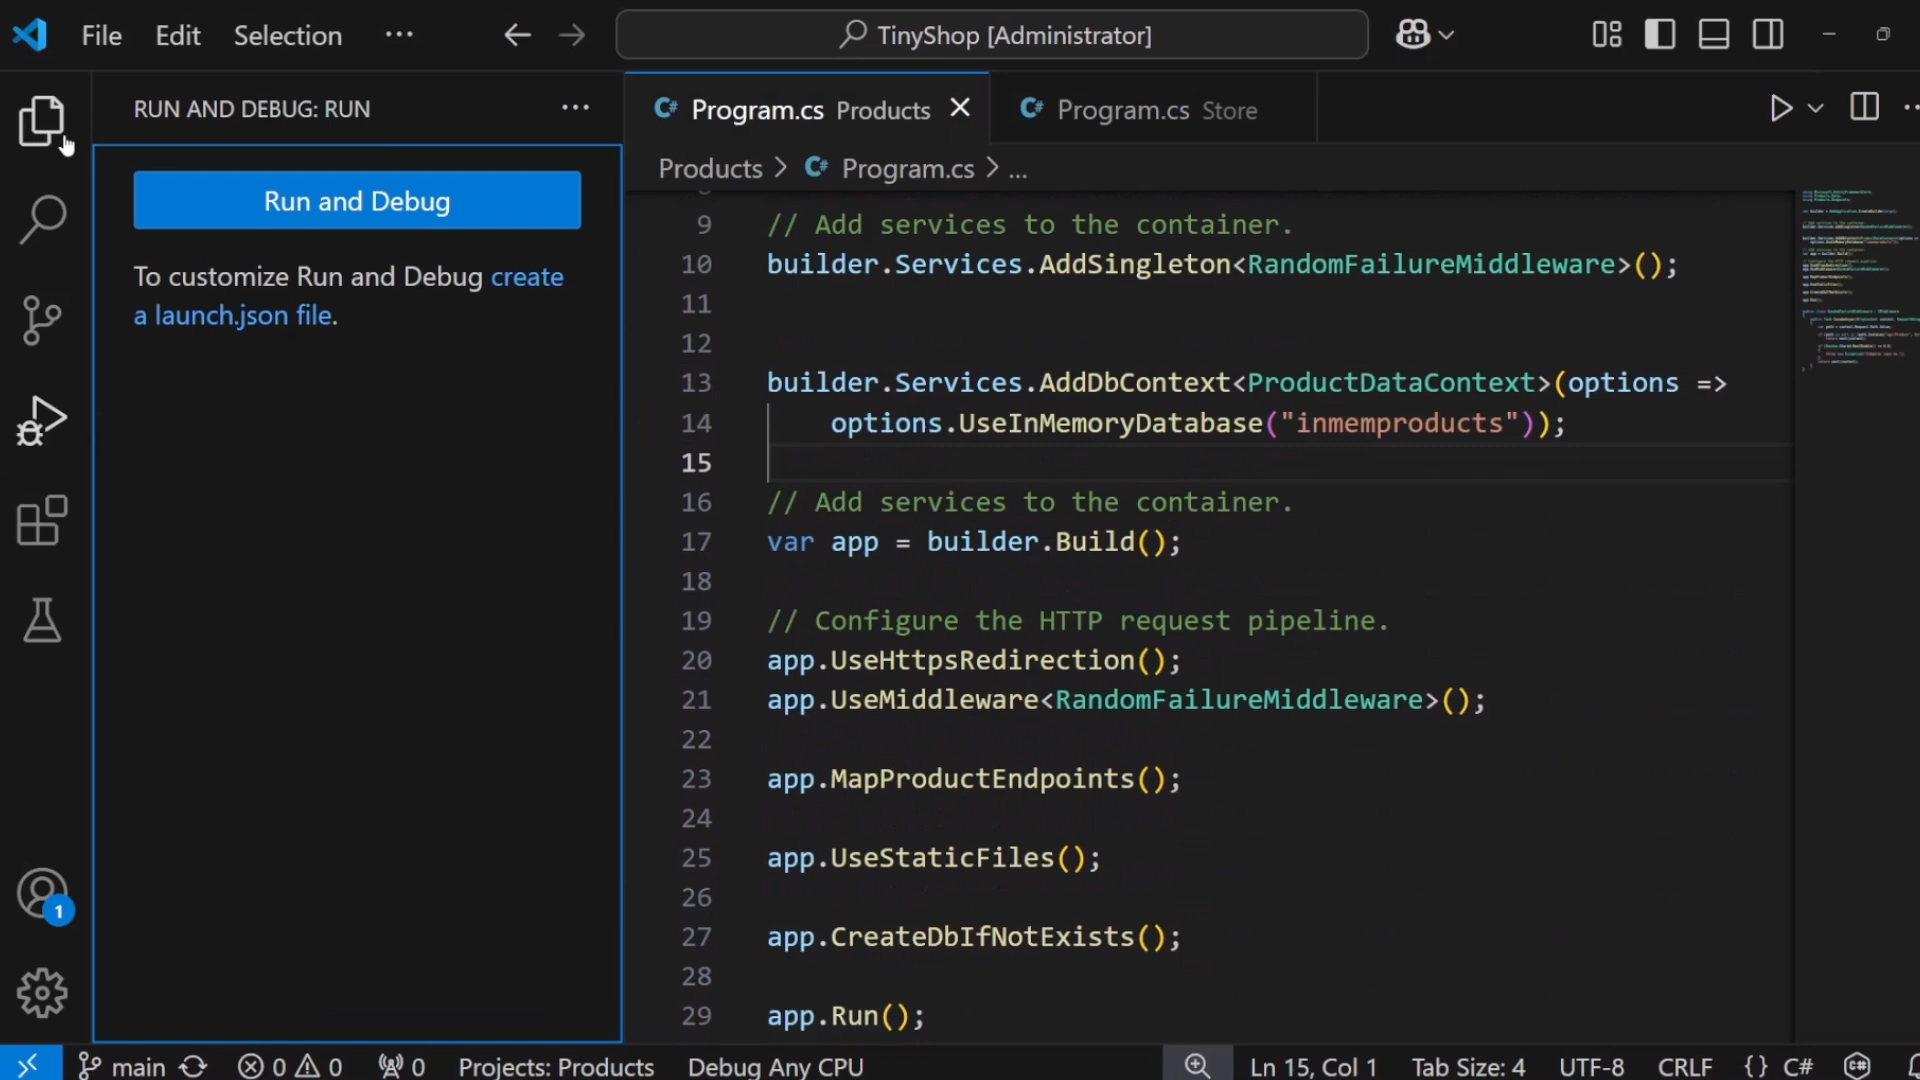 File Edit Selection ··· TinyShop [Administrator]
RUN AND DEBUG: RUN ···
Run and Debug
To customize Run and Debug create
a launch.json file.
Program.cs Products Program.cs Store
Products > Program.cs > ...
9 // Add services to the container.
10 builder.Services.AddSingleton<RandomFailureMiddleware>();
11
12
13 builder.Services.AddDbContext<ProductDataContext>(options =>
14 options.UseInMemoryDatabase("inmemproducts"));
15
16 // Add services to the container.
17 var app = builder.Build();
18
19 // Configure the HTTP request pipeline.
20 app.UseHttpsRedirection();
21 app.UseMiddleware<RandomFailureMiddleware>();
22
23 app.MapProductEndpoints();
24
25 app.UseStaticFiles();
26
27 app.CreateDbIfNotExists();
28
29 app.Run();
1
main 0 0 0 Projects: Products Debug Any CPU Ln 15, Col 1 Tab Size: 4 UTF-8 CRLF {} C#